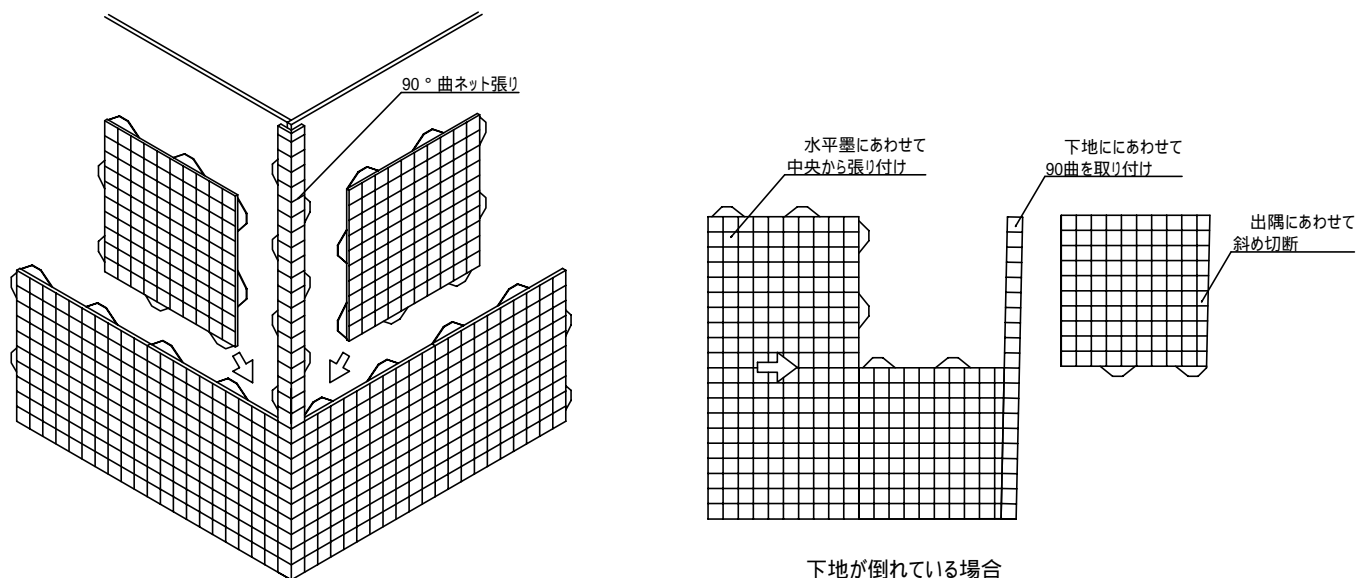 90°曲ネット張り
水平墨にあわせて
中央から張り付け
下地ににあわせて
90曲を取り付け
出隅にあわせて
斜め切断
下地が倒れている場合